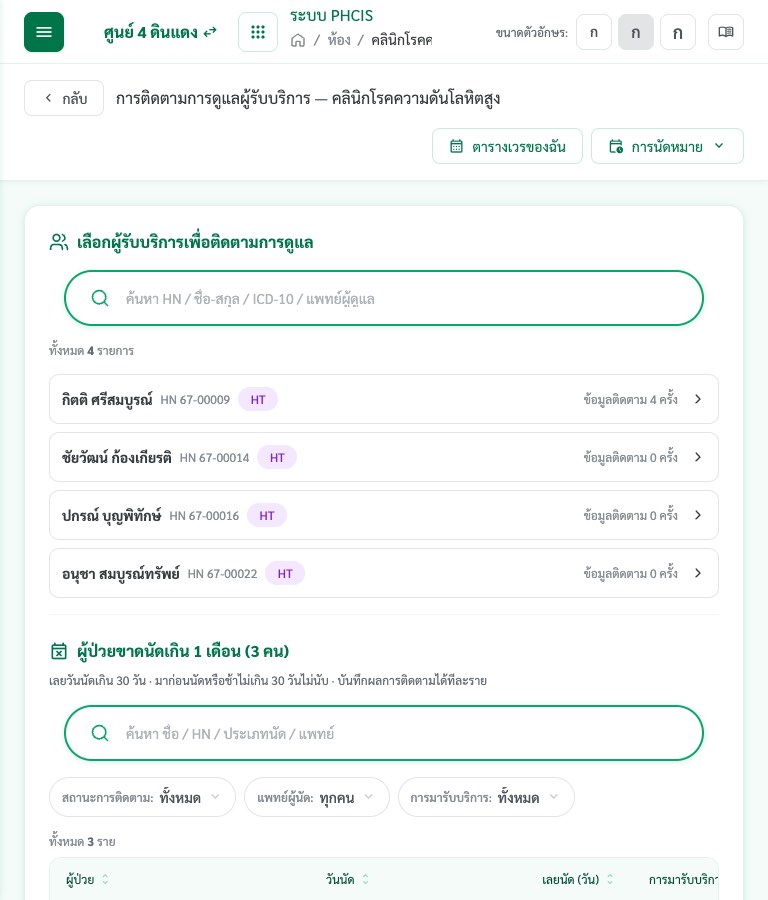 ศูนย์ 4 ดินแดง
ระบบ PHCIS
/ ห้อง / คลินิกโรคค
ขนาดตัวอักษร: ก ก ก
กลับ
การติดตามการดูแลผู้รับบริการ — คลินิกโรคความดันโลหิตสูง
ตารางเวรของฉัน
การนัดหมาย
เลือกผู้รับบริการเพื่อติดตามการดูแล
ค้นหา HN / ชื่อ-สกุล / ICD-10 / แพทย์ผู้ดูแล
ทั้งหมด 4 รายการ
กิตติ ศรีสมบูรณ์ HN 67-00009 HT ข้อมูลติดตาม 4 ครั้ง
ชัยวัฒน์ ก้องเกียรติ HN 67-00014 HT ข้อมูลติดตาม 0 ครั้ง
ปกรณ์ บุญพิทักษ์ HN 67-00016 HT ข้อมูลติดตาม 0 ครั้ง
อนุชา สมบูรณ์ทรัพย์ HN 67-00022 HT ข้อมูลติดตาม 0 ครั้ง
ผู้ป่วยขาดนัดเกิน 1 เดือน (3 คน)
เลยวันนัดเกิน 30 วัน · มาก่อนนัดหรือช้าไม่เกิน 30 วันไม่นับ · บันทึกผลการติดตามได้ทีละราย
ค้นหา ชื่อ / HN / ประเภทนัด / แพทย์
สถานะการติดตาม: ทั้งหมด
แพทย์ผู้นัด: ทุกคน
การมารับบริการ: ทั้งหมด
ทั้งหมด 3 ราย
ผู้ป่วย วันนัด เลยนัด (วัน) การมารับบริก